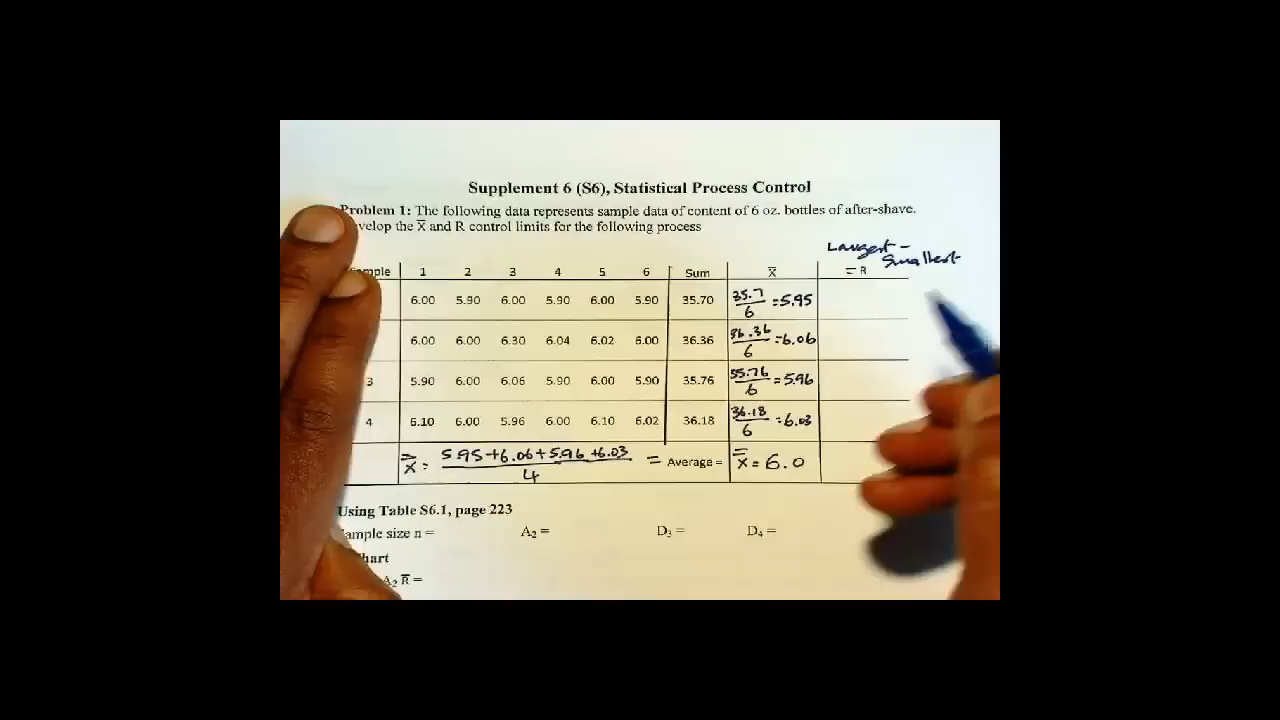 Supplement 6 (S6), Statistical Process Control
Problem 1: The following data represents sample data of content of 6 oz. bottles of after-shave.
velop the X̄ and R control limits for the following process
Largest -
Smallest
mple 1 2 3 4 5 6 Sum X̄ = R
6.00 5.90 6.00 5.90 6.00 5.90 35.70 35.7/6 = 5.95
6.00 6.00 6.30 6.04 6.02 6.00 36.36 36.36/6 = 6.06
3 5.90 6.00 6.06 5.90 6.00 5.90 35.76 35.76/6 = 5.96
4 6.10 6.00 5.96 6.00 6.10 6.02 36.18 36.18/6 = 6.03
X̿ = 5.95+6.06+5.96+6.03/4 = Average = X̿ = 6.0
Using Table S6.1, page 223
ample size n = A₂ = D₃ = D₄ =
hart
A₂ R̄ =